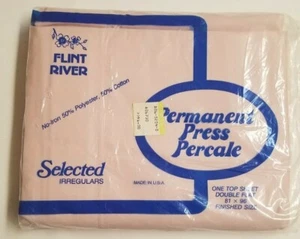 FLINT
RIVER
No-Iron 50% Polyester, 50% Cotton
Permanent
Press
Percale
Selected
IRREGULARS
MADE IN U.S.A.
ONE TOP SHEET
DOUBLE FLAT
81 x 96
FINISHED SIZE